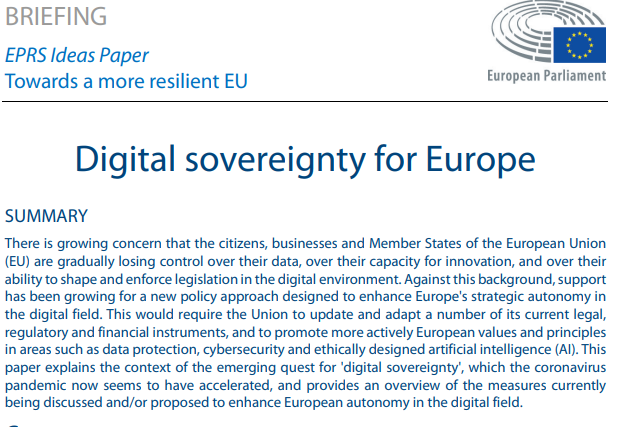 BRIEFING
EPRS Ideas Paper
Towards a more resilient EU
European Parliament
Digital sovereignty for Europe
SUMMARY
There is growing concern that the citizens, businesses and Member States of the European Union
(EU) are gradually losing control over their data, over their capacity for innovation, and over their
ability to shape and enforce legislation in the digital environment. Against this background, support
has been growing for a new policy approach designed to enhance Europe's strategic autonomy in
the digital field. This would require the Union to update and adapt a number of its current legal,
regulatory and financial instruments, and to promote more actively European values and principles
in areas such as data protection, cybersecurity and ethically designed artificial intelligence (AI). This
paper explains the context of the emerging quest for 'digital sovereignty', which the coronavirus
pandemic now seems to have accelerated, and provides an overview of the measures currently
being discussed and/or proposed to enhance European autonomy in the digital field.